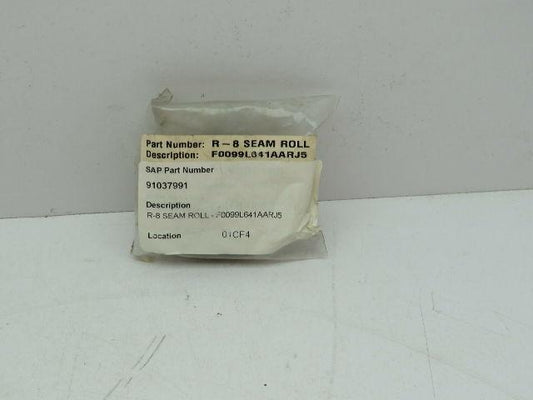 Part Number: R-8 SEAM ROLL
Description: F0099L641AARJ5
SAP Part Number
91037991
Description
R-8 SEAM ROLL - F0099L641AARJ5
Location 01CF4